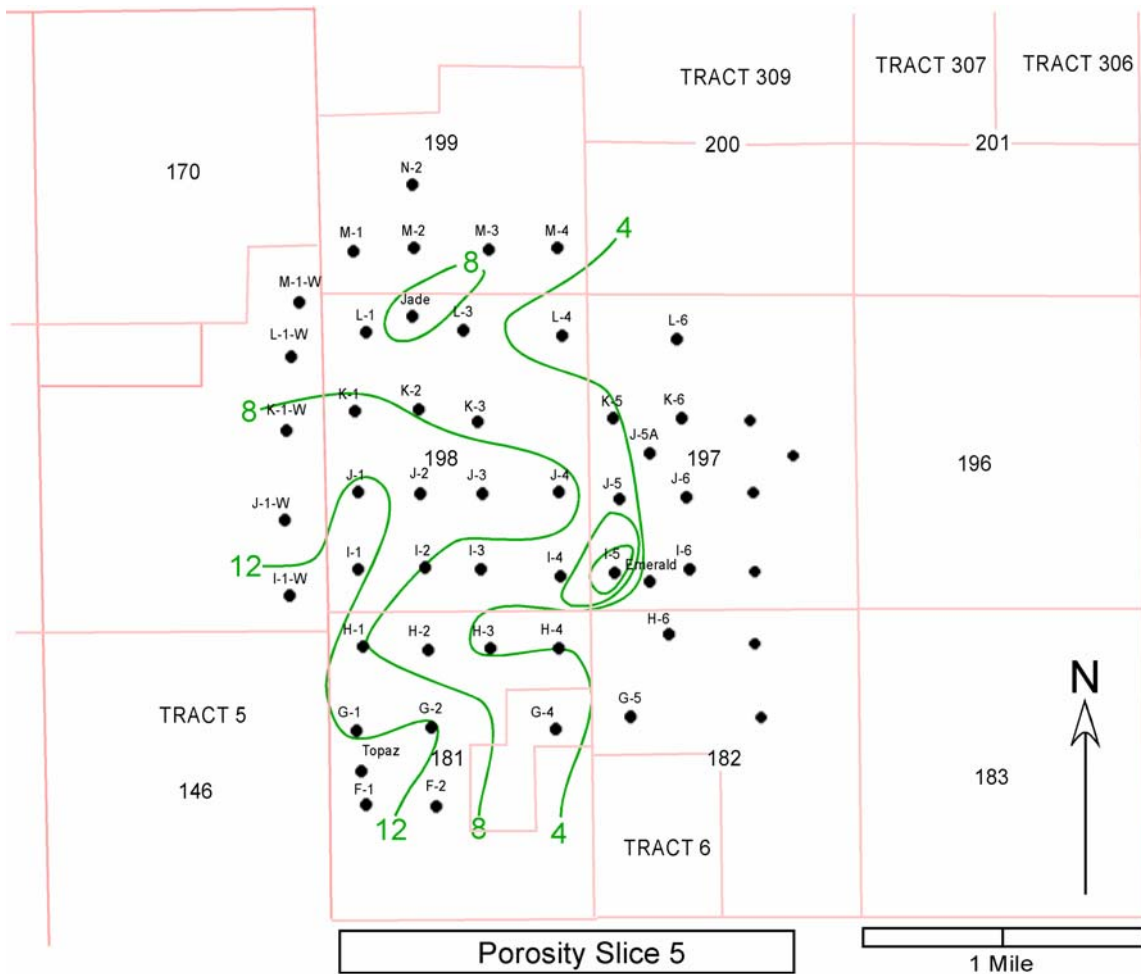 TRACT 309 TRACT 307 TRACT 306
199 200 201
170
N-2
M-1 M-2 M-3 M-4 4
8
M-1-W
Jade
L-1 L-3 L-4 L-6
L-1-W
8 K-1 K-2 K-3 K-5 K-6
K-1-W
J-5A
198 197 196
J-1 J-2 J-3 J-4 J-5 J-6
J-1-W
12 I-1 I-2 I-3 I-4 I-5 I-6
Emerald
I-1-W
H-1 H-2 H-3 H-4 H-6
N
TRACT 5 G-1 G-2 G-4 G-5
Topaz 181 182
146 F-1 F-2 183
12 8 4
TRACT 6
Porosity Slice 5
1 Mile